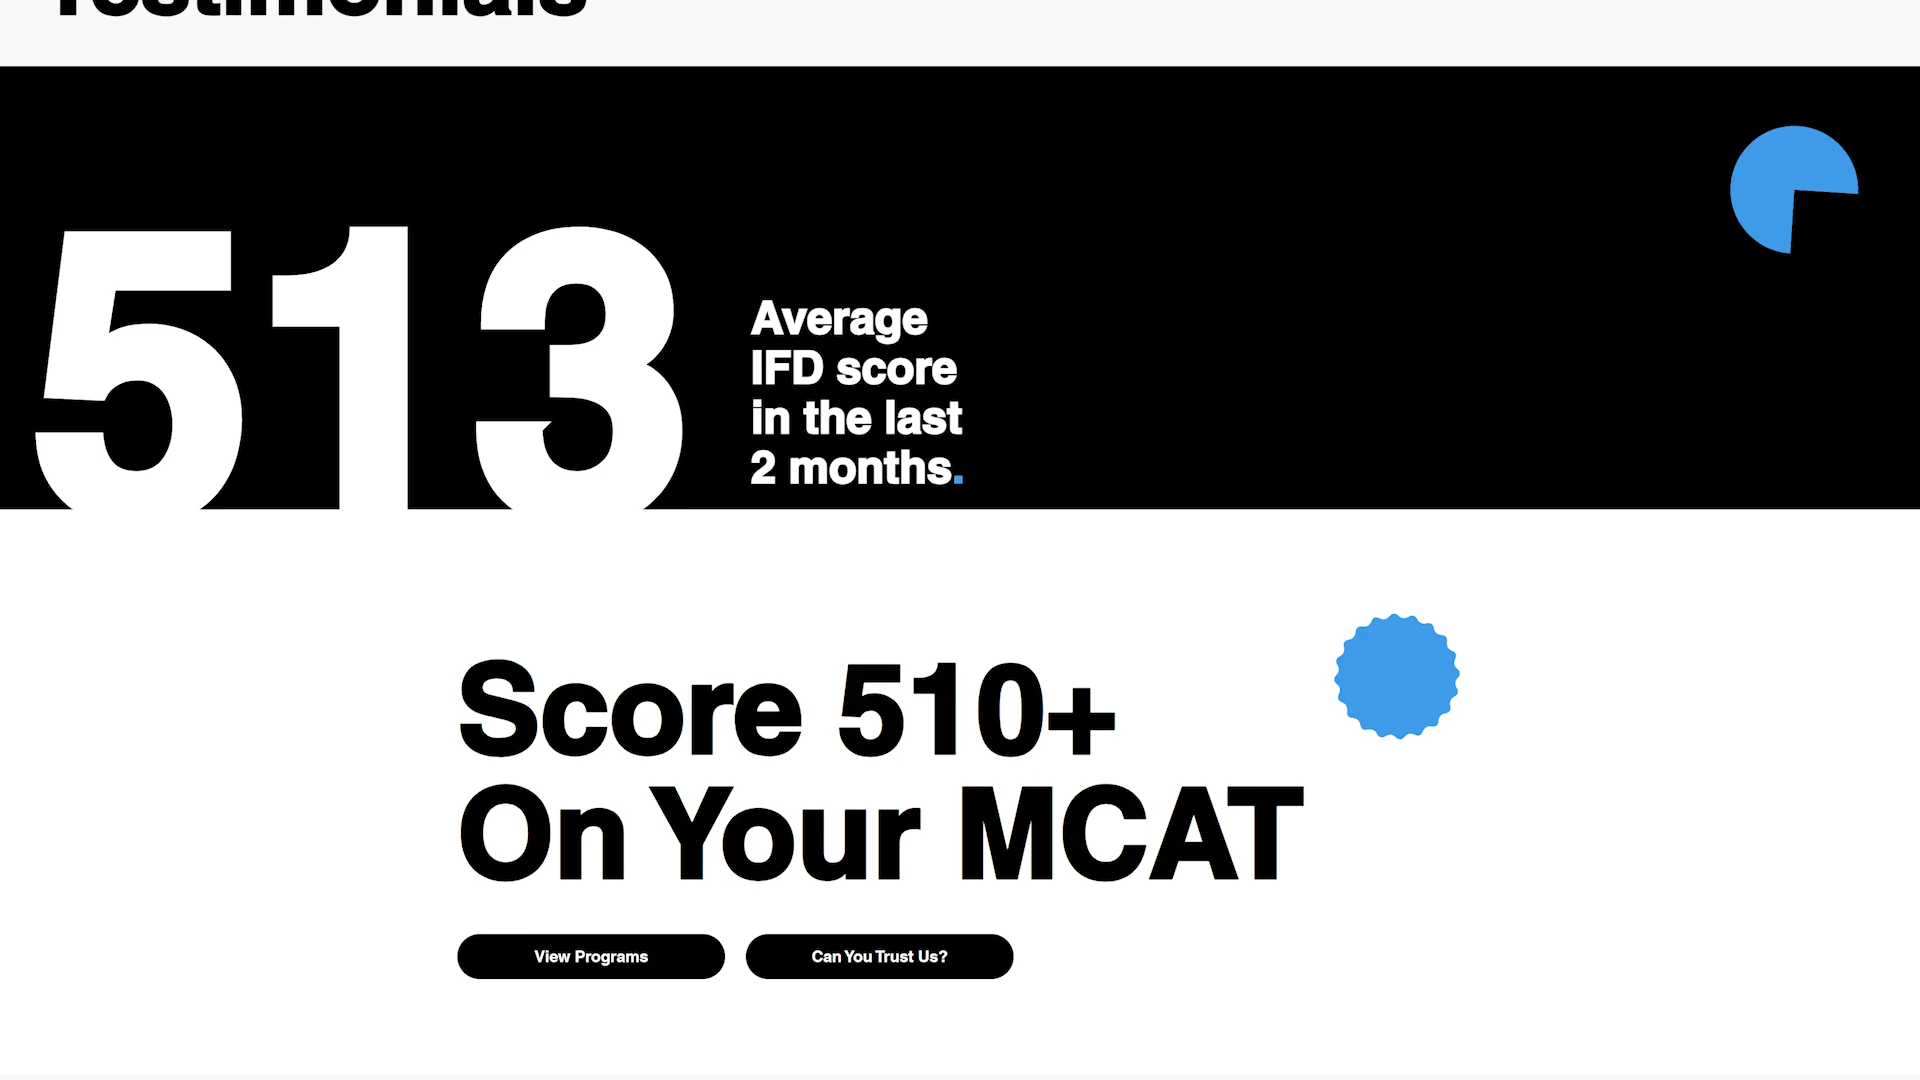 Testimonials
513
Average
IFD score
in the last
2 months.
Score 510+
On Your MCAT
View Programs
Can You Trust Us?